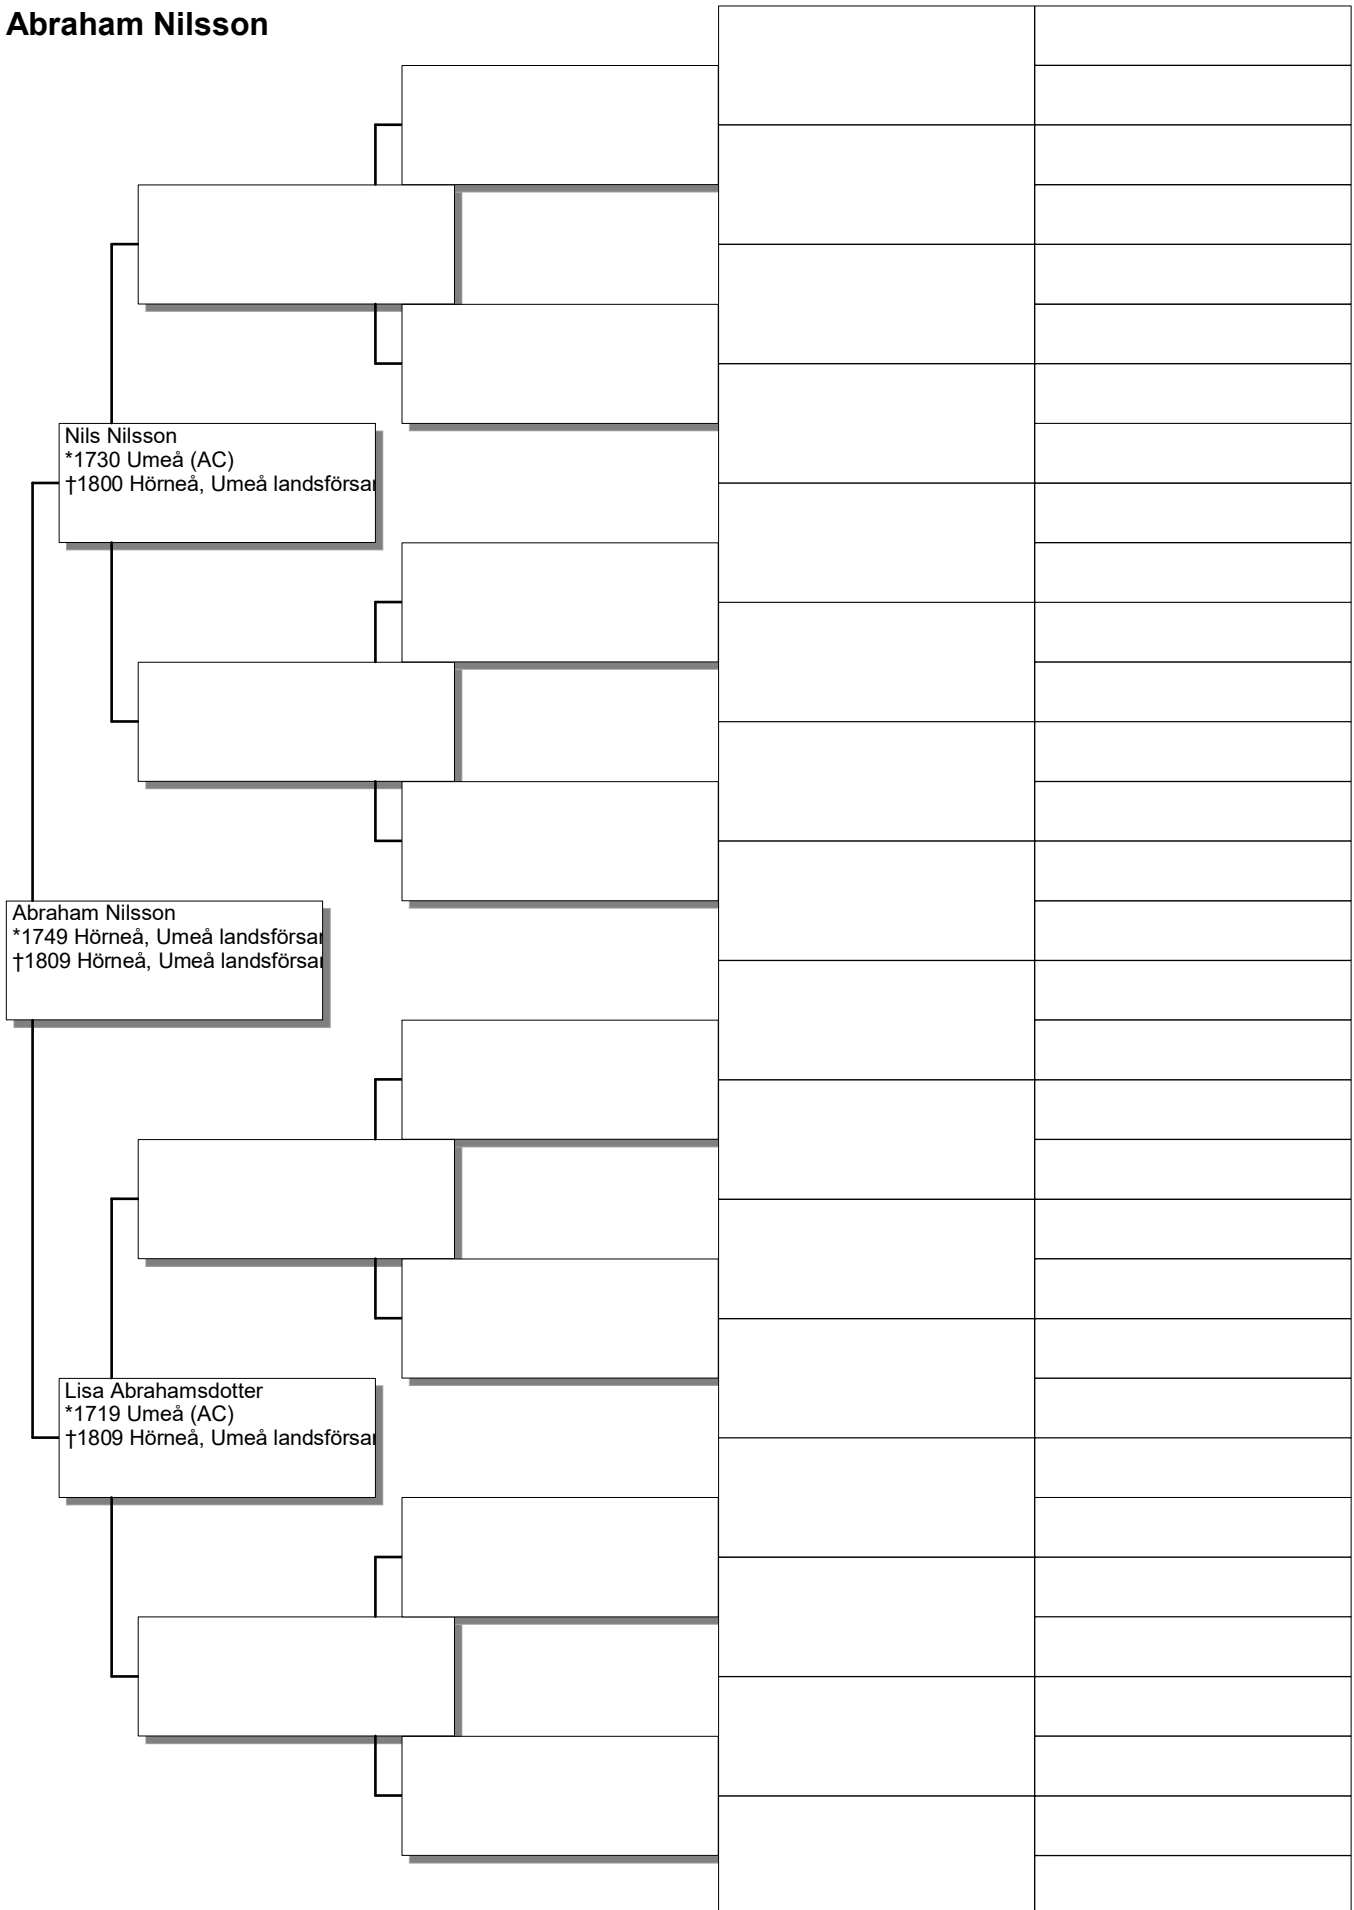 Abraham Nilsson
Nils Nilsson
*1730 Umeå (AC)
†1800 Hörneå, Umeå landsförsa
Abraham Nilsson
*1749 Hörneå, Umeå landsförsa
†1809 Hörneå, Umeå landsförsa
Lisa Abrahamsdotter
*1719 Umeå (AC)
†1809 Hörneå, Umeå landsförsa